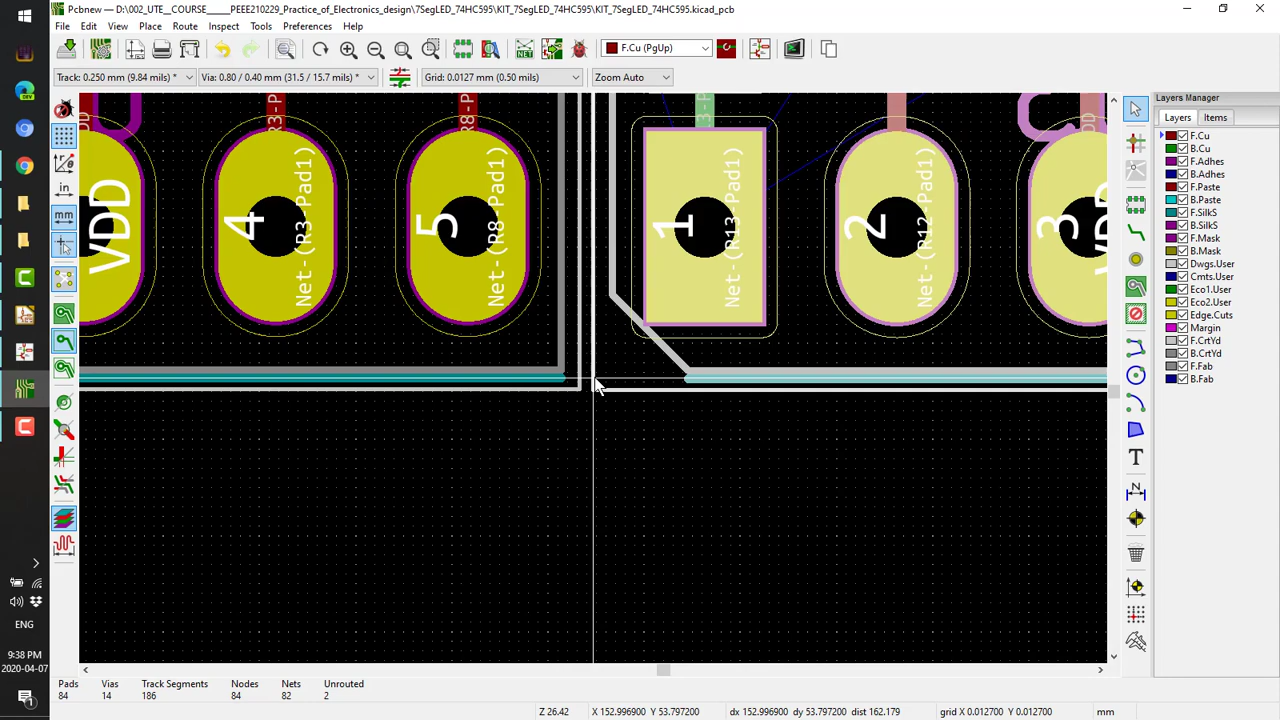 Pcbnew — D:\002_UTE_COURSE_____PEEE210229_Practice_of_Electronics_design\7SegLED_74HC595\KIT_7SegLED_74HC595\KIT_7SegLED_74HC595.kicad_pcb
File Edit View Place Route Inspect Tools Preferences Help
NET
F.Cu (PgUp)
Track: 0.250 mm (9.84 mils) * Via: 0.80 / 0.40 mm (31.5 / 15.7 mils) * Grid: 0.0127 mm (0.50 mils) Zoom Auto
Layers Manager
Layers Items
F.Cu
B.Cu
F.Adhes
B.Adhes
F.Paste
B.Paste
F.SilkS
B.SilkS
F.Mask
B.Mask
Dwgs.User
Cmts.User
Eco1.User
Eco2.User
Edge.Cuts
Margin
F.CrtYd
B.CrtYd
F.Fab
B.Fab
in
mm
VDD
4
Net-(R3-Pad1)
5
Net-(R8-Pad1)
1
Net-(R13-Pad1)
2
Net-(R12-Pad1)
3
ENG
9:38 PM
2020-04-07
Pads Vias Track Segments Nodes Nets Unrouted
84 14 186 84 82 2
Z 26.42 X 152.996900 Y 53.797200 dx 152.996900 dy 53.797200 dist 162.179 grid X 0.012700 Y 0.012700 mm